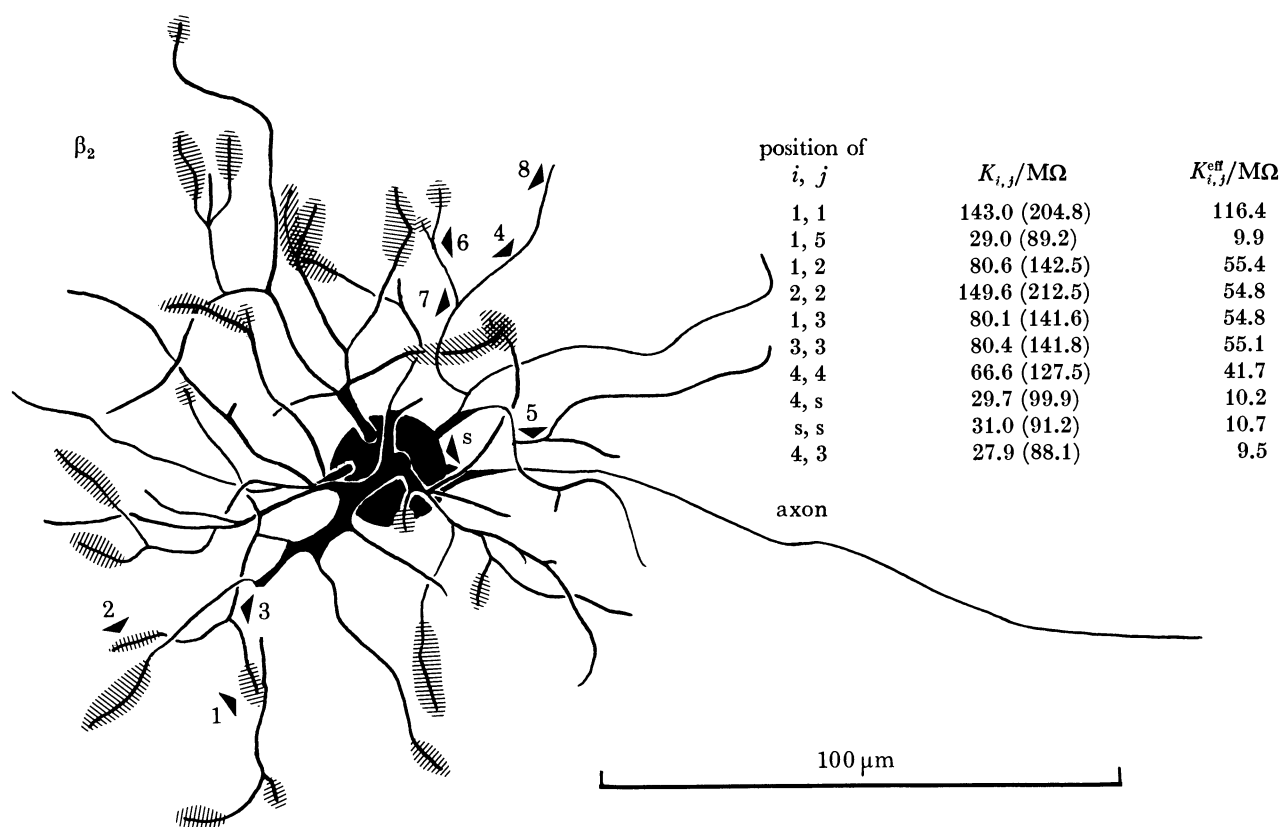 β₂
position of
i, j K_{i,j}/MΩ K^{eff}_{i,j}/MΩ
1, 1 143.0 (204.8) 116.4
1, 5 29.0 (89.2) 9.9
1, 2 80.6 (142.5) 55.4
2, 2 149.6 (212.5) 54.8
1, 3 80.1 (141.6) 54.8
3, 3 80.4 (141.8) 55.1
4, 4 66.6 (127.5) 41.7
4, s 29.7 (99.9) 10.2
s, s 31.0 (91.2) 10.7
4, 3 27.9 (88.1) 9.5
8
6
4
7
5
s
axon
2
3
1
100 μm